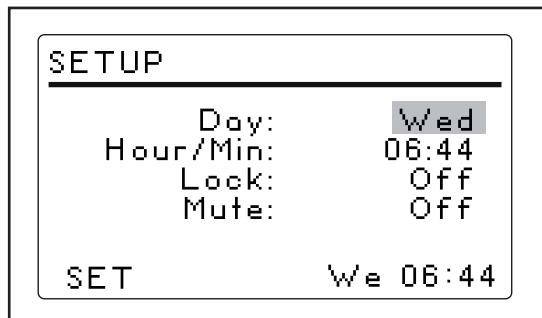 SETUP
Day: Wed
Hour/Min: 06:44
Lock: Off
Mute: Off
SET We 06:44